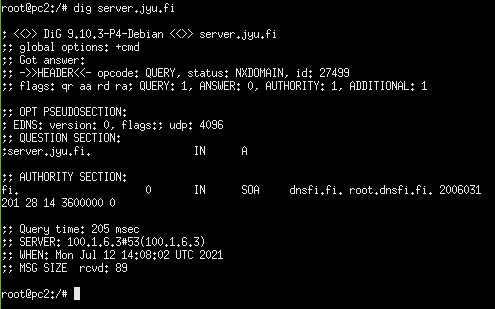 root@pc2:/# dig server.jyu.fi

; <<>> DiG 9.10.3-P4-Debian <<>> server.jyu.fi
;; global options: +cmd
;; Got answer:
;; ->>HEADER<<- opcode: QUERY, status: NXDOMAIN, id: 27499
;; flags: qr aa rd ra; QUERY: 1, ANSWER: 0, AUTHORITY: 1, ADDITIONAL: 1

;; OPT PSEUDOSECTION:
; EDNS: version: 0, flags:; udp: 4096
;; QUESTION SECTION:
;server.jyu.fi. IN A

;; AUTHORITY SECTION:
fi. 0 IN SOA dnsfi.fi. root.dnsfi.fi. 2006031
201 28 14 3600000 0

;; Query time: 205 msec
;; SERVER: 100.1.6.3#53(100.1.6.3)
;; WHEN: Mon Jul 12 14:08:02 UTC 2021
;; MSG SIZE rcvd: 89

root@pc2:/#